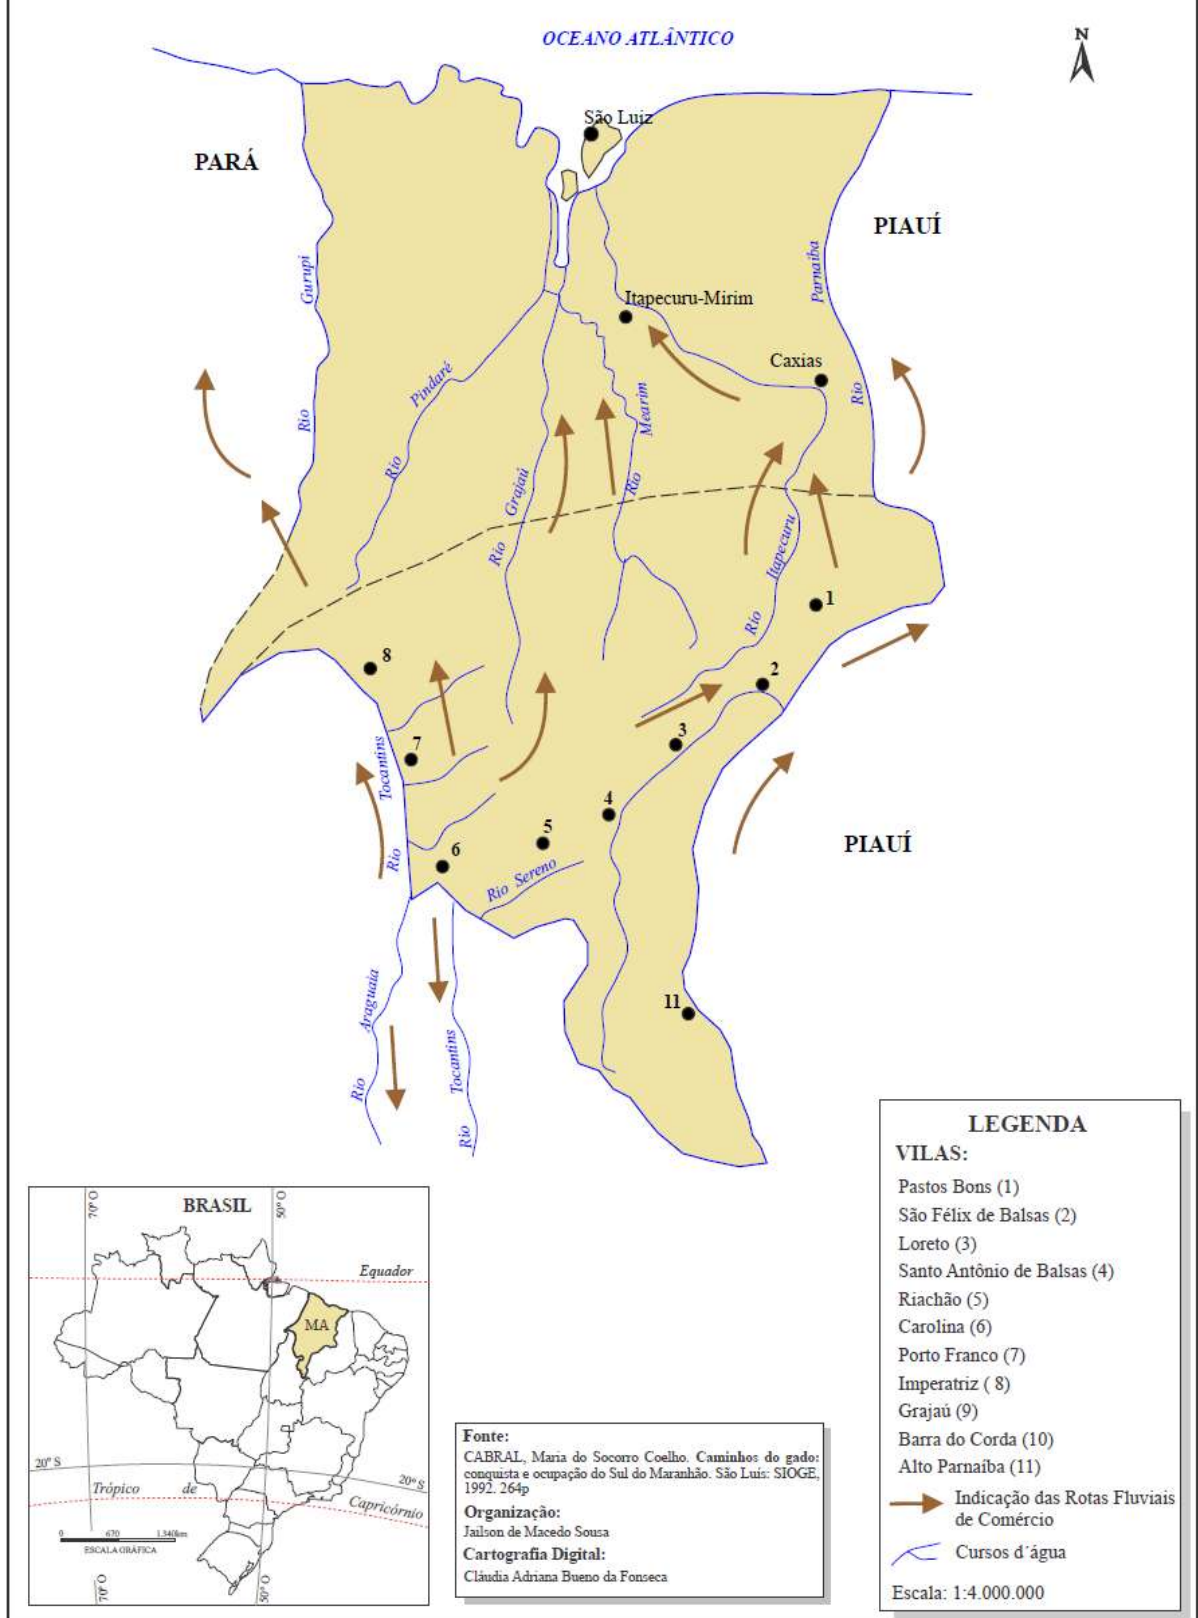 OCEANO ATLÂNTICO
N
São Luiz
PARÁ
PIAUÍ
Gurupi
Parnaíba
Itapecuru-Mirim
Caxias
Pindaré
Mearim
Rio
Rio
Rio
Grajaú
Rio
Rio
Itapecuru
1
Rio
8
2
3
7
Tocantins
4
5
PIAUÍ
6
Rio
Rio Sereno
Araguaia
11
Tocantins
Rio
Rio
LEGENDA
VILAS:
Pastos Bons (1)
São Félix de Balsas (2)
Loreto (3)
Santo Antônio de Balsas (4)
Riachão (5)
Carolina (6)
Porto Franco (7)
Imperatriz ( 8)
Grajaú (9)
Barra do Corda (10)
Alto Parnaíba (11)
Indicação das Rotas Fluviais
de Comércio
Cursos d´água
Escala: 1:4.000.000
70º O
BRASIL
50º O
Equador
MA
20º S
20º S
Trópico de
Capricórnio
0 670 1.340km
ESCALA GRÁFICA
70º O
50º O
Fonte:
CABRAL, Maria do Socorro Coelho. Caminhos do gado:
conquista e ocupação do Sul do Maranhão. São Luís: SIOGE,
1992. 264p
Organização:
Jailson de Macedo Sousa
Cartografia Digital:
Cláudia Adriana Bueno da Fonseca